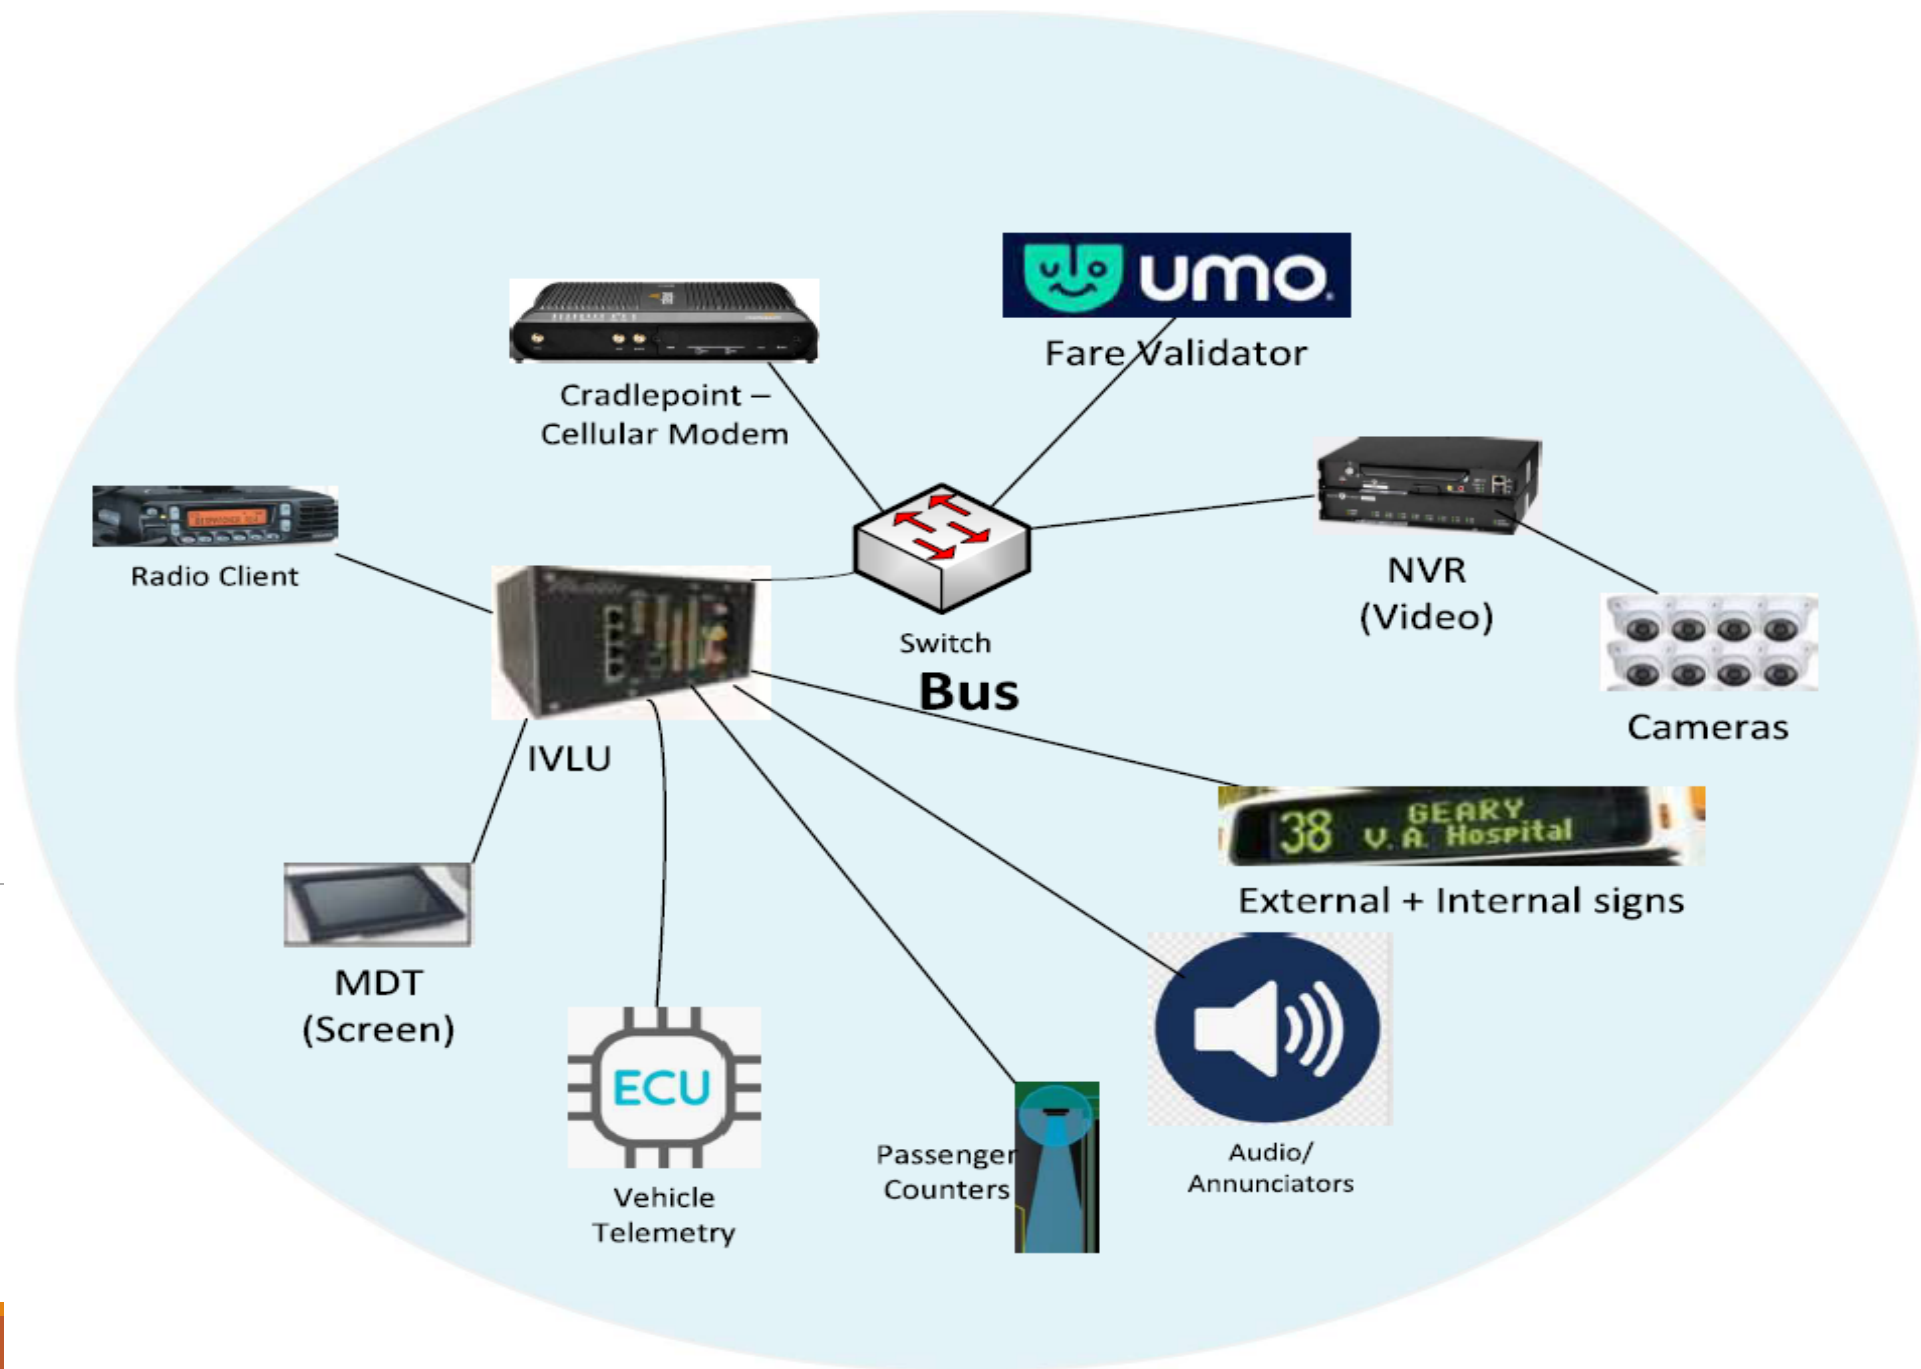 umo
Fare Validator
Cradlepoint –
Cellular Modem
Radio Client
NVR
(Video)
Switch
Bus
Cameras
IVLU
38 GEARY
V. A. Hospital
External + Internal signs
MDT
(Screen)
ECU
Vehicle
Telemetry
Passenger
Counters
Audio/
Annunciators